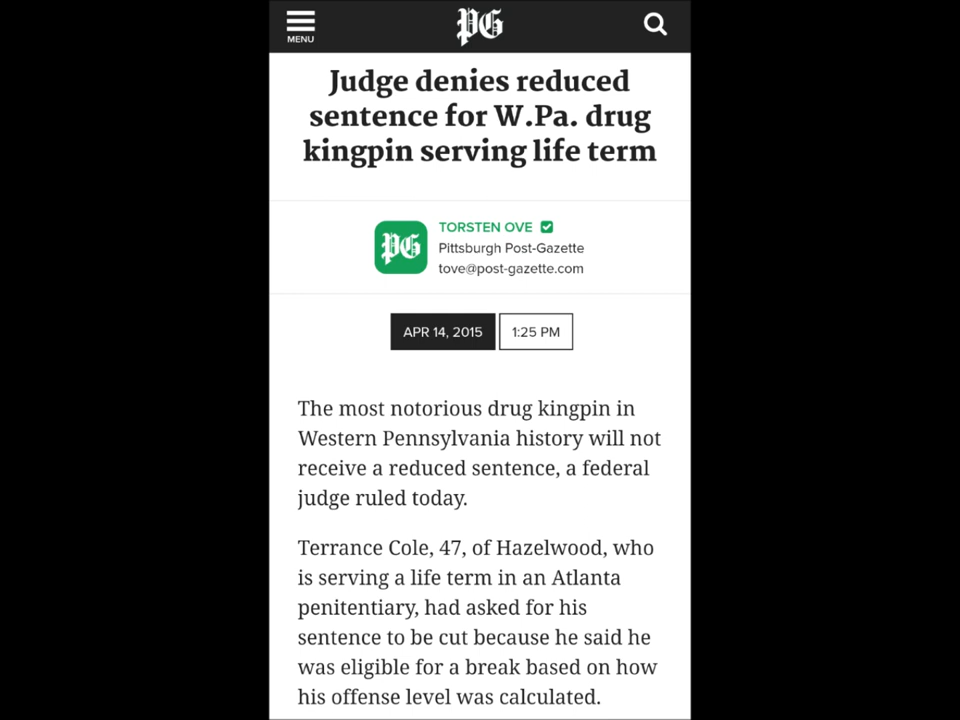 MENU
PG
Judge denies reduced
sentence for W.Pa. drug
kingpin serving life term
PG
TORSTEN OVE
Pittsburgh Post-Gazette
tove@post-gazette.com
APR 14, 2015 1:25 PM
The most notorious drug kingpin in
Western Pennsylvania history will not
receive a reduced sentence, a federal
judge ruled today.
Terrance Cole, 47, of Hazelwood, who
is serving a life term in an Atlanta
penitentiary, had asked for his
sentence to be cut because he said he
was eligible for a break based on how
his offense level was calculated.